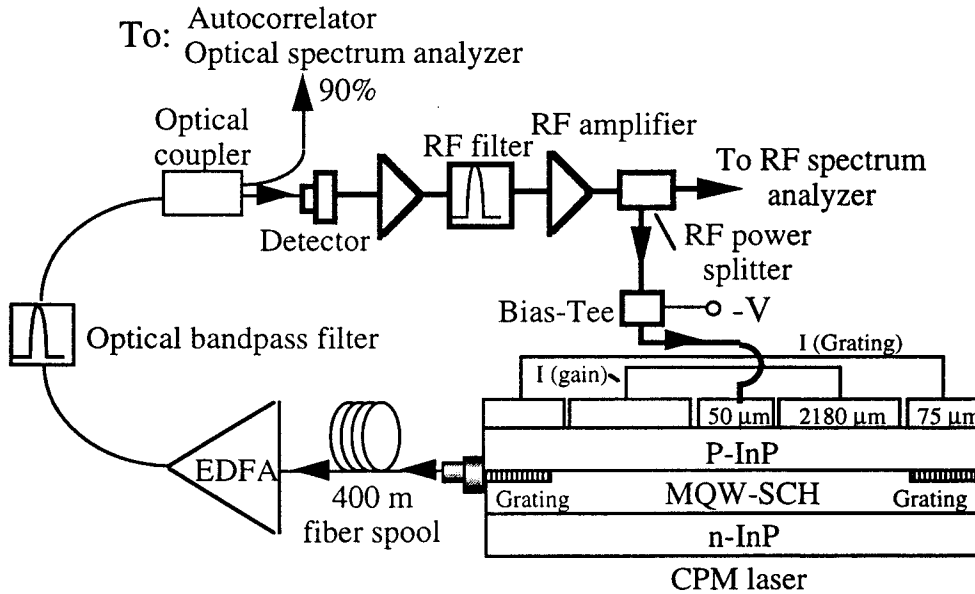 To: Autocorrelator
Optical spectrum analyzer
90%
Optical
coupler
RF filter
RF amplifier
To RF spectrum
analyzer
Detector
RF power
splitter
Bias-Tee
-V
Optical bandpass filter
I (Grating)
I (gain)
50 μm
2180 μm
75 μm
P-InP
EDFA
400 m
fiber spool
Grating
MQW-SCH
Grating
n-InP
CPM laser